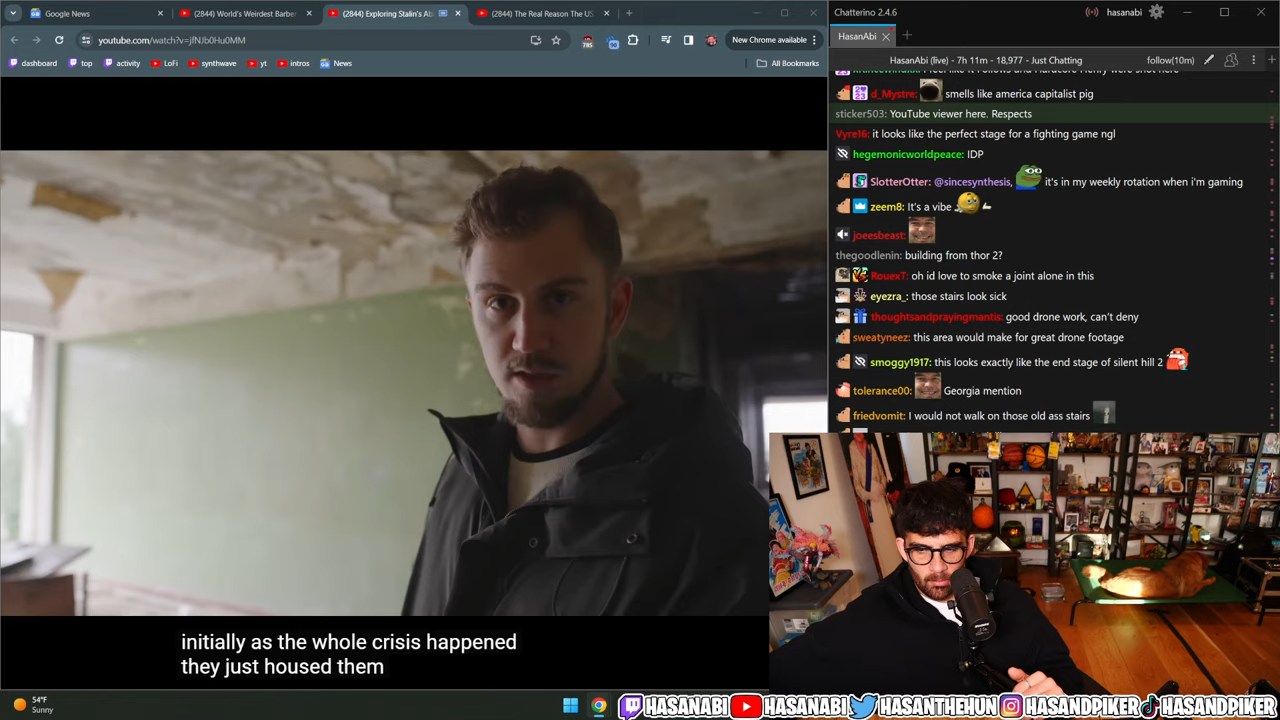 Google News
(2844) World's Weirdest Barbe
(2844) Exploring Stalin's Ab
(2844) The Real Reason The US
youtube.com/watch?v=jfNJb0Hu0MM
785
90
New Chrome available
dashboard
top
activity
LoFi
synthwave
yt
intros
News
All Bookmarks
initially as the whole crisis happened
they just housed them
Chatterino 2.4.6
hasanabi
HasanAbi
HasanAbi (live) - 7h 11m - 18,977 - Just Chatting
follow(10m)
d_Mystre: smells like america capitalist pig
sticker503: YouTube viewer here. Respects
Vyre16: it looks like the perfect stage for a fighting game ngl
hegemonicworldpeace: IDP
SlotterOtter: @sincesynthesis, it's in my weekly rotation when i'm gaming
zeem8: It's a vibe
joeesbeast:
thegoodlenin: building from thor 2?
RouexT: oh id love to smoke a joint alone in this
eyezra_: those stairs look sick
thoughtsandprayingmantis: good drone work, can't deny
sweatyneez: this area would make for great drone footage
smoggy1917: this looks exactly like the end stage of silent hill 2
tolerance00: Georgia mention
friedvomit: I would not walk on those old ass stairs
54°F
Sunny
HASANABI
HASANABI
HASANTHEHUN
HASANDPIKER
HASANDPIKER